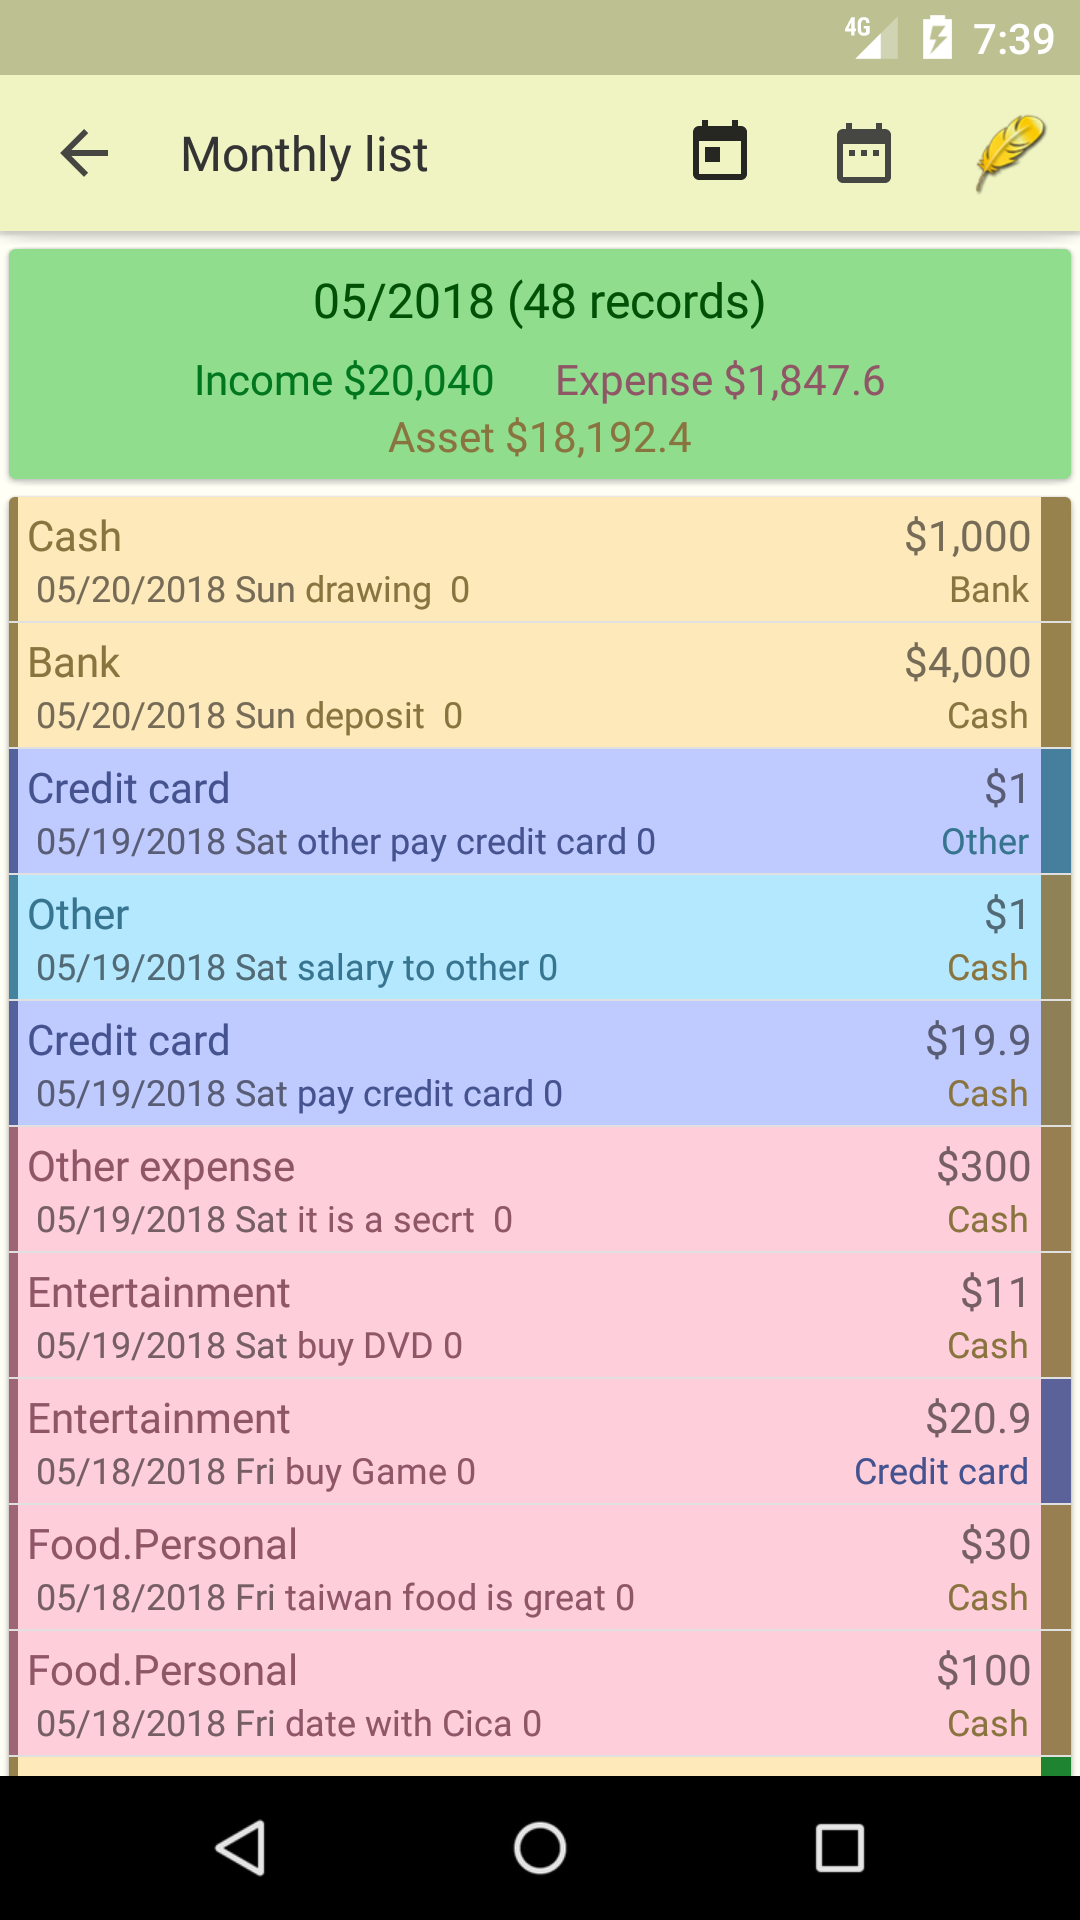 4G 7:39
Monthly list
05/2018 (48 records)
Income $20,040 Expense $1,847.6
Asset $18,192.4
Cash $1,000
05/20/2018 Sun drawing 0 Bank
Bank $4,000
05/20/2018 Sun deposit 0 Cash
Credit card $1
05/19/2018 Sat other pay credit card 0 Other
Other $1
05/19/2018 Sat salary to other 0 Cash
Credit card $19.9
05/19/2018 Sat pay credit card 0 Cash
Other expense $300
05/19/2018 Sat it is a secrt 0 Cash
Entertainment $11
05/19/2018 Sat buy DVD 0 Cash
Entertainment $20.9
05/18/2018 Fri buy Game 0 Credit card
Food.Personal $30
05/18/2018 Fri taiwan food is great 0 Cash
Food.Personal $100
05/18/2018 Fri date with Cica 0 Cash